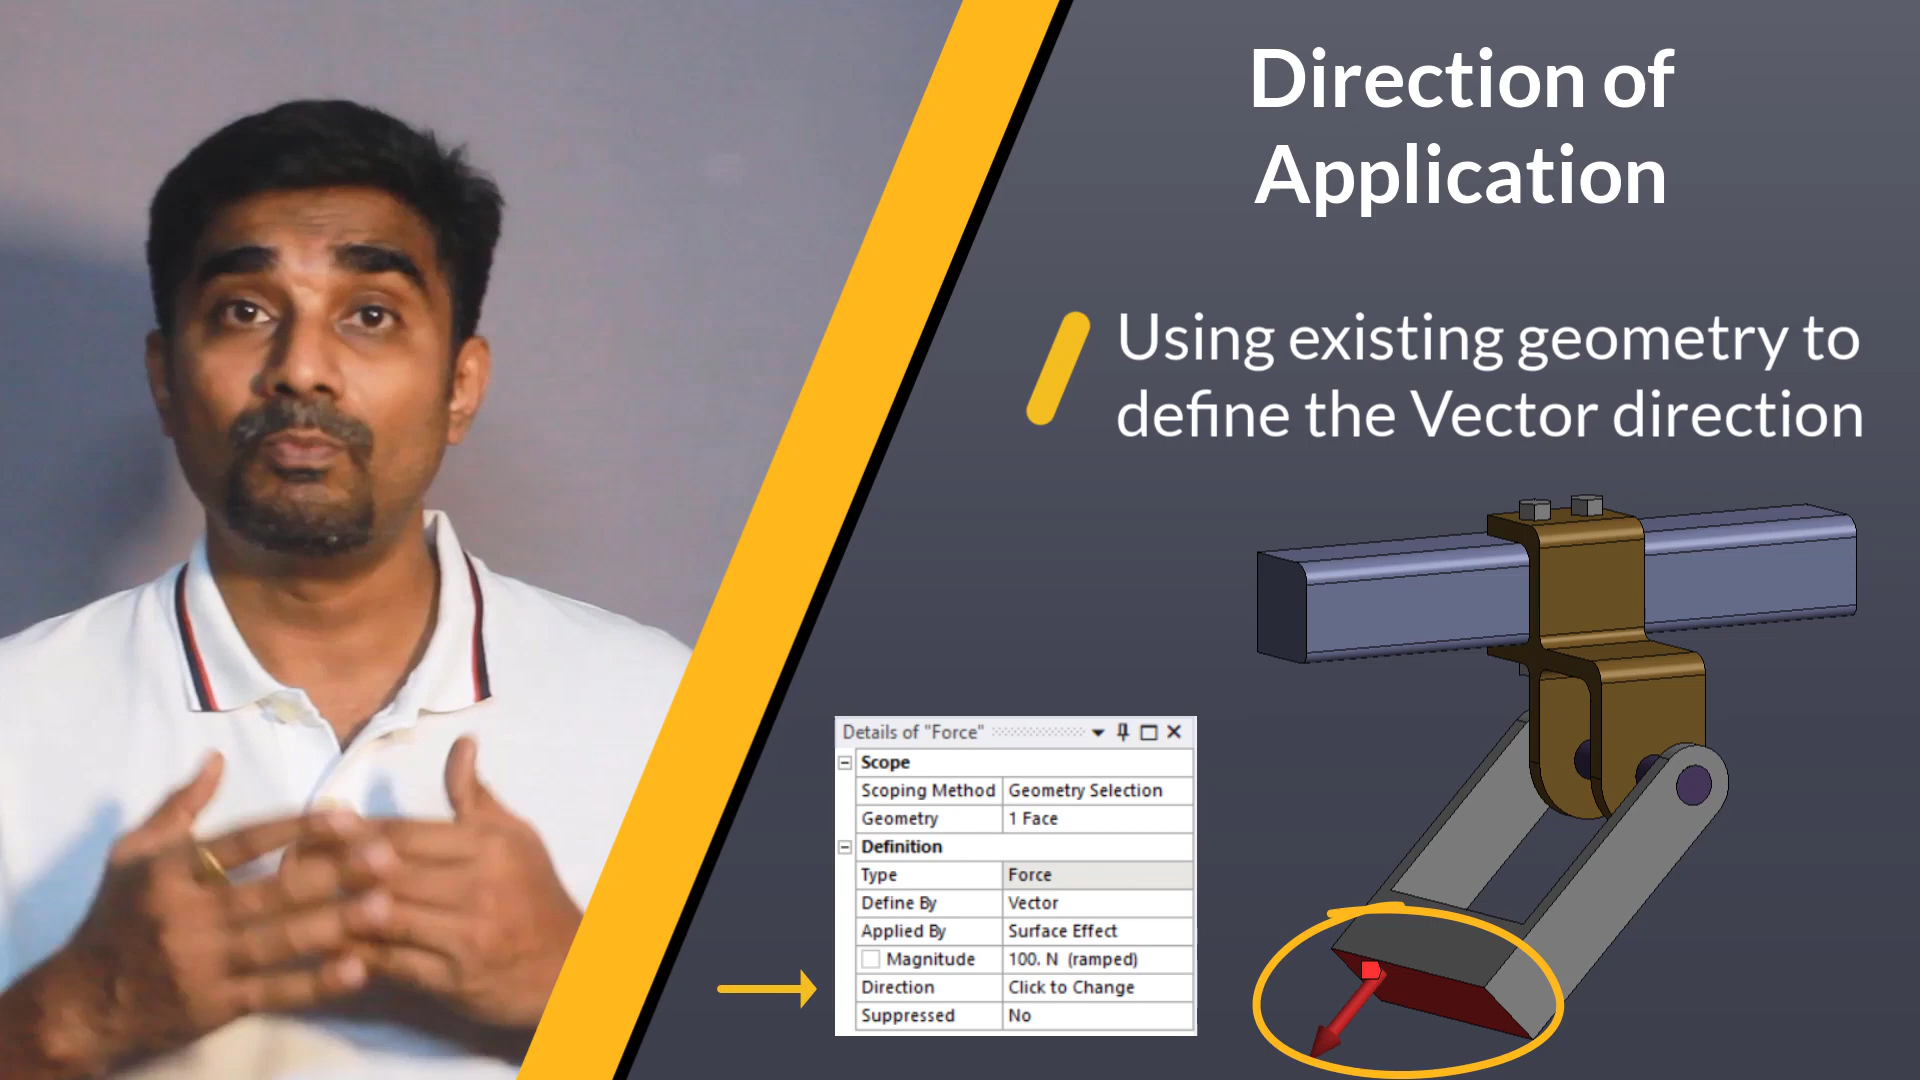 Direction of
Application
Using existing geometry to
define the Vector direction
Details of "Force"
Scope
Scoping Method Geometry Selection
Geometry 1 Face
Definition
Type Force
Define By Vector
Applied By Surface Effect
Magnitude 100. N (ramped)
Direction Click to Change
Suppressed No